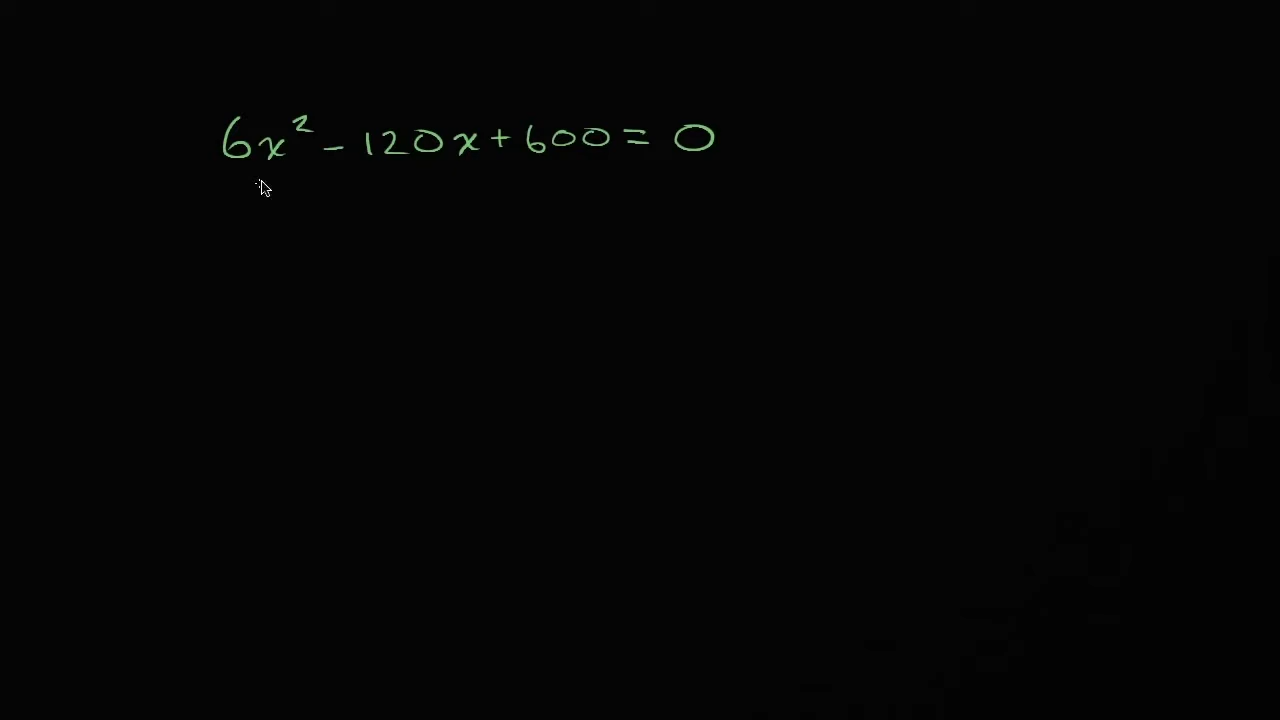 6x² - 120x + 600 = 0